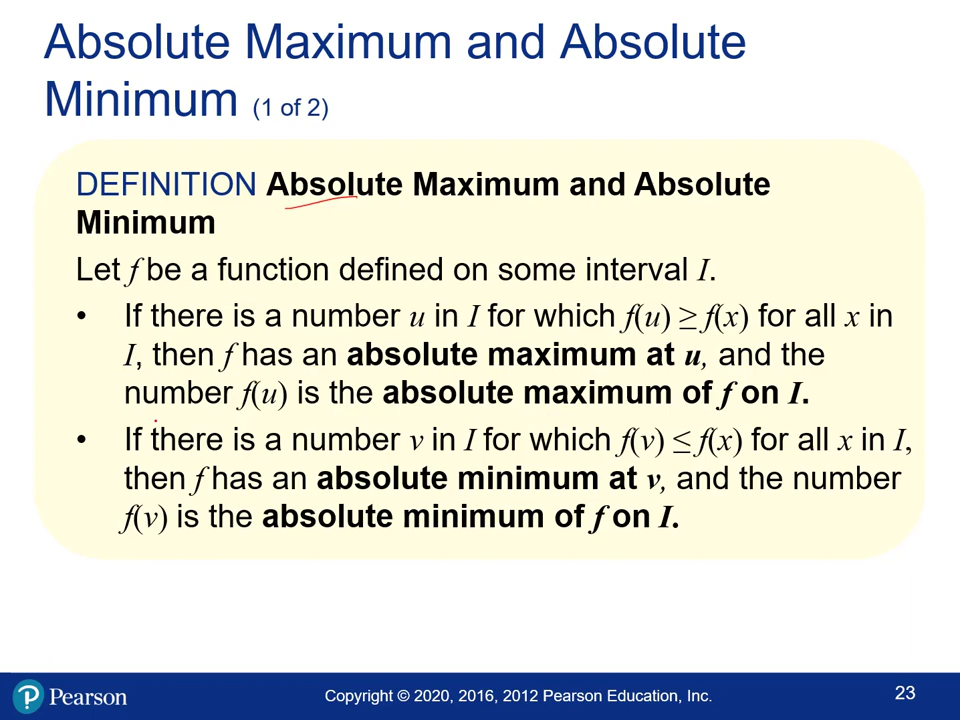 Absolute Maximum and Absolute
Minimum (1 of 2)
DEFINITION Absolute Maximum and Absolute
Minimum
Let f be a function defined on some interval I.
• If there is a number u in I for which f(u) ≥ f(x) for all x in
I, then f has an absolute maximum at u, and the
number f(u) is the absolute maximum of f on I.
• If there is a number v in I for which f(v) ≤ f(x) for all x in I,
then f has an absolute minimum at v, and the number
f(v) is the absolute minimum of f on I.
Pearson
Copyright © 2020, 2016, 2012 Pearson Education, Inc.
23